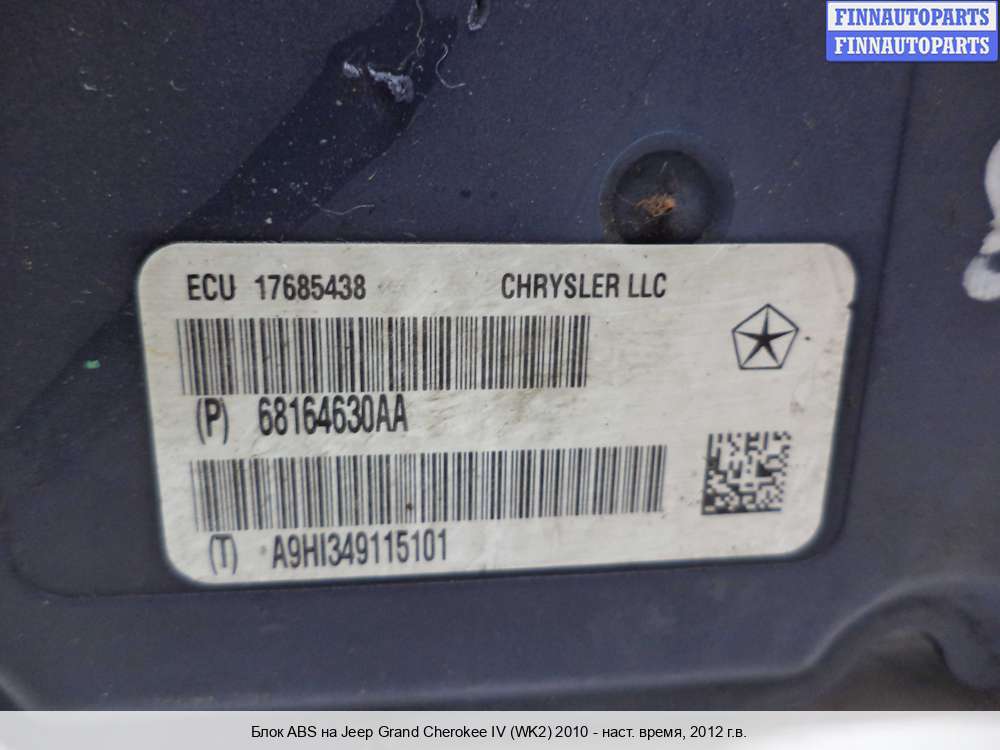 FINNAUTOPARTS
FINNAUTOPARTS
ECU 17685438 CHRYSLER LLC
(P) 68164630AA
(T) A9HI349115101
Блок ABS на Jeep Grand Cherokee IV (WK2) 2010 - наст. время, 2012 г.в.